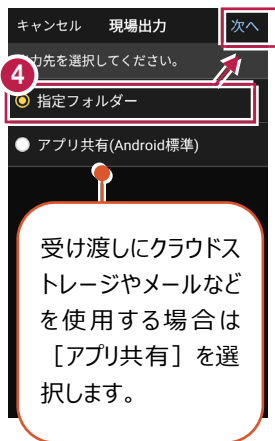 キャンセル 現場出力 次へ
力先を選択してください。
4
指定フォルダー
アプリ共有(Android標準)
受け渡しにクラウドス
トレージやメールなど
を使用する場合は
［アプリ共有］を選
択します。